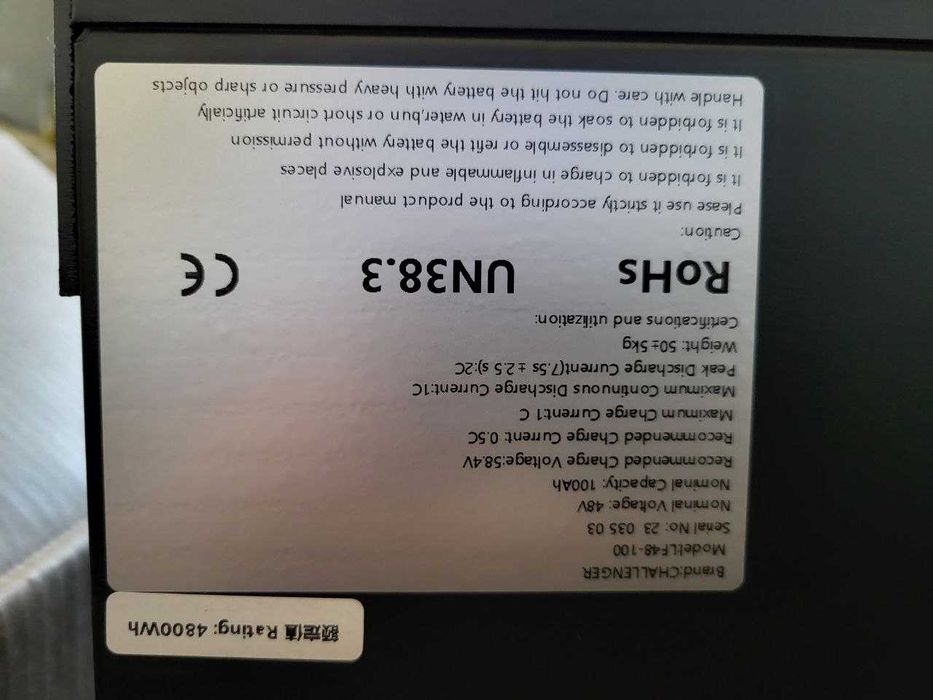 额定值 Rating: 4800Wh
Brand:CHALLENGER
Model:LF48-100
Serial No: 23 035 03
Nominal Voltage: 48V
Nominal Capacity: 100Ah
Recommended Charge Voltage:58.4V
Recommended Charge Current: 0.5C
Maximum Charge Current:1 C
Maximum Continuous Discharge Current:1C
Peak Discharge Current(7.5s ±2.5 s):2C
Weight: 50±5kg
Certifications and utilization:
RoHS UN38.3 CE
Caution:
Please use it strictly according to the product manual
It is forbidden to charge in inflammable and explosive places
It is forbidden to disassemble or refit the battery without permission
It is forbidden to soak the battery in water,bun or short circuit artificially
Handle with care. Do not hit the battery with heavy pressure or sharp objects